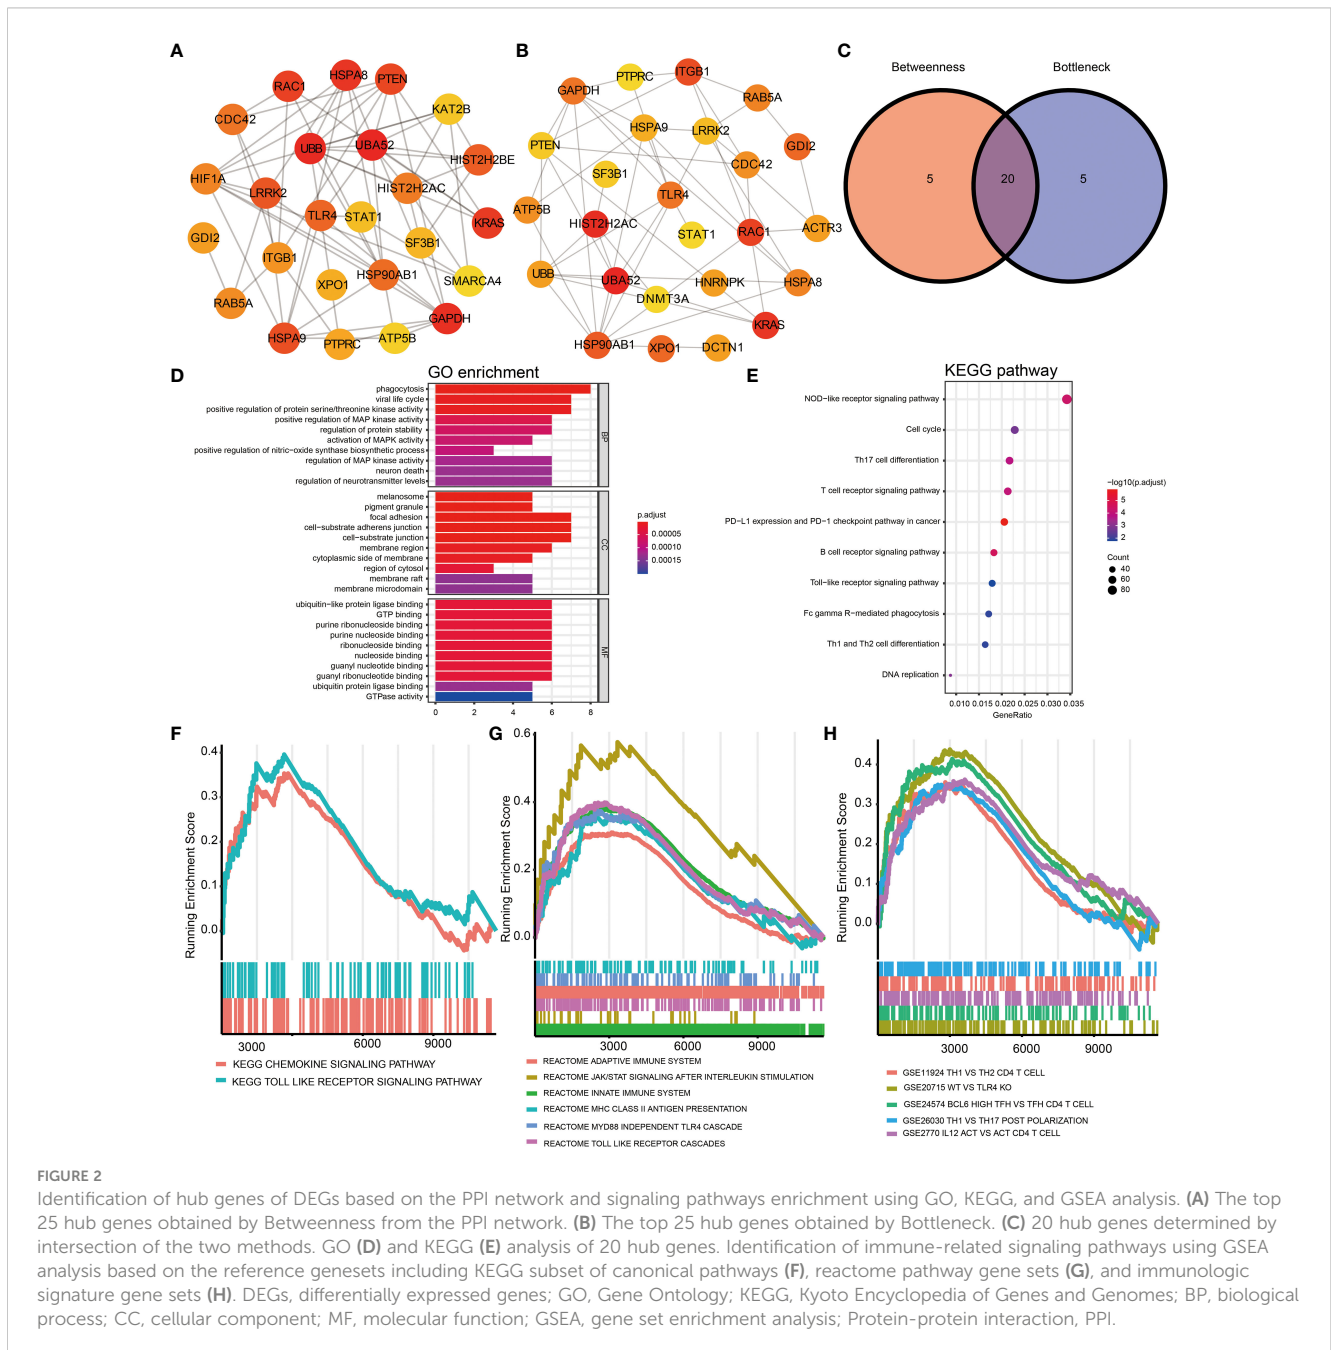 A
RAC1
HSPA8
PTEN
CDC42
KAT2B
UBB
UBA52
HIST2H2BE
HIF1A
LRRK2
HIST2H2AC
TLR4
STAT1
KRAS
GDI2
SF3B1
ITGB1
HSP90AB1
XPO1
SMARCA4
RAB5A
GAPDH
HSPA9
PTPRC
ATP5B
B
PTPRC
ITGB1
GAPDH
RAB5A
HSPA9
LRRK2
PTEN
GDI2
CDC42
SF3B1
TLR4
ATP5B
HIST2H2AC
STAT1
RAC1
ACTR3
UBB
UBA52
HNRNPK
HSPA8
DNMT3A
KRAS
HSP90AB1
XPO1
DCTN1
C
Betweenness
Bottleneck
5
20
5
D
GO enrichment
phagocytosis
viral life cycle
positive regulation of protein serine/threonine kinase activity
positive regulation of MAP kinase activity
regulation of protein stability
activation of MAPK activity
positive regulation of nitric−oxide synthase biosynthetic process
regulation of MAP kinase activity
neuron death
regulation of neurotransmitter levels
BP
melanosome
pigment granule
focal adhesion
cell−substrate adherens junction
cell−substrate junction
membrane region
cytoplasmic side of membrane
region of cytosol
membrane raft
membrane microdomain
CC
ubiquitin−like protein ligase binding
GTP binding
purine ribonucleoside binding
purine nucleoside binding
ribonucleoside binding
nucleoside binding
guanyl nucleotide binding
guanyl ribonucleotide binding
ubiquitin protein ligase binding
GTPase activity
MF
0 2 4 6 8
p.adjust
0.00005
0.00010
0.00015
E
KEGG pathway
NOD−like receptor signaling pathway
Cell cycle
Th17 cell differentiation
T cell receptor signaling pathway
PD−L1 expression and PD−1 checkpoint pathway in cancer
B cell receptor signaling pathway
Toll−like receptor signaling pathway
Fc gamma R−mediated phagocytosis
Th1 and Th2 cell differentiation
DNA replication
0.010 0.015 0.020 0.025 0.030 0.035
GeneRatio
−log10(p.adjust)
5
4
3
2
Count
40
60
80
F
Running Enrichment Score
0.4
0.3
0.2
0.1
0.0
3000 6000 9000
KEGG CHEMOKINE SIGNALING PATHWAY
KEGG TOLL LIKE RECEPTOR SIGNALING PATHWAY
G
Running Enrichment Score
0.6
0.4
0.2
0.0
3000 6000 9000
REACTOME ADAPTIVE IMMUNE SYSTEM
REACTOME JAK/STAT SIGNALING AFTER INTERLEUKIN STIMULATION
REACTOME INNATE IMMUNE SYSTEM
REACTOME MHC CLASS II ANTIGEN PRESENTATION
REACTOME MYD88 INDEPENDENT TLR4 CASCADE
REACTOME TOLL LIKE RECEPTOR CASCADES
H
Running Enrichment Score
0.4
0.3
0.2
0.1
0.0
3000 6000 9000
GSE11924 TH1 VS TH2 CD4 T CELL
GSE20715 WT VS TLR4 KO
GSE24574 BCL6 HIGH TFH VS TFH CD4 T CELL
GSE26030 TH1 VS TH17 POST POLARIZATION
GSE2770 IL12 ACT VS ACT CD4 T CELL
FIGURE 2
Identification of hub genes of DEGs based on the PPI network and signaling pathways enrichment using GO, KEGG, and GSEA analysis. (A) The top
25 hub genes obtained by Betweenness from the PPI network. (B) The top 25 hub genes obtained by Bottleneck. (C) 20 hub genes determined by
intersection of the two methods. GO (D) and KEGG (E) analysis of 20 hub genes. Identification of immune-related signaling pathways using GSEA
analysis based on the reference genesets including KEGG subset of canonical pathways (F), reactome pathway gene sets (G), and immunologic
signature gene sets (H). DEGs, differentially expressed genes; GO, Gene Ontology; KEGG, Kyoto Encyclopedia of Genes and Genomes; BP, biological
process; CC, cellular component; MF, molecular function; GSEA, gene set enrichment analysis; Protein-protein interaction, PPI.